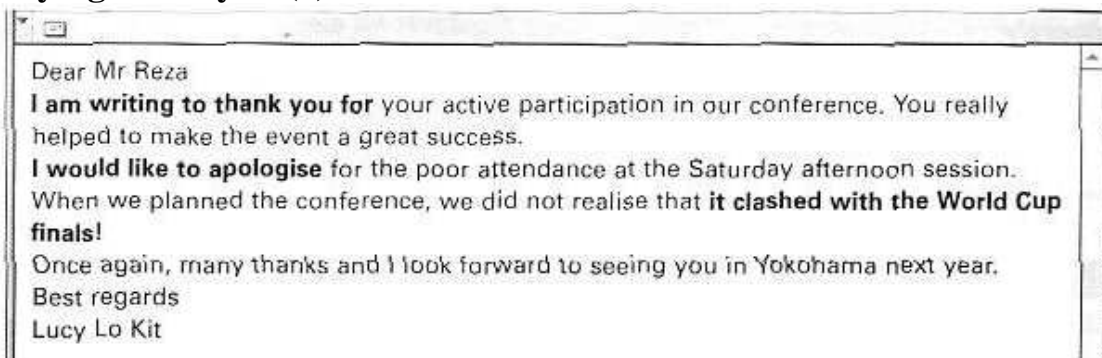 Dear Mr Reza
I am writing to thank you for your active participation in our conference. You really
helped to make the event a great success.
I would like to apologise for the poor attendance at the Saturday afternoon session.
When we planned the conference, we did not realise that it clashed with the World Cup
finals!
Once again, many thanks and I look forward to seeing you in Yokohama next year.
Best regards
Lucy Lo Kit